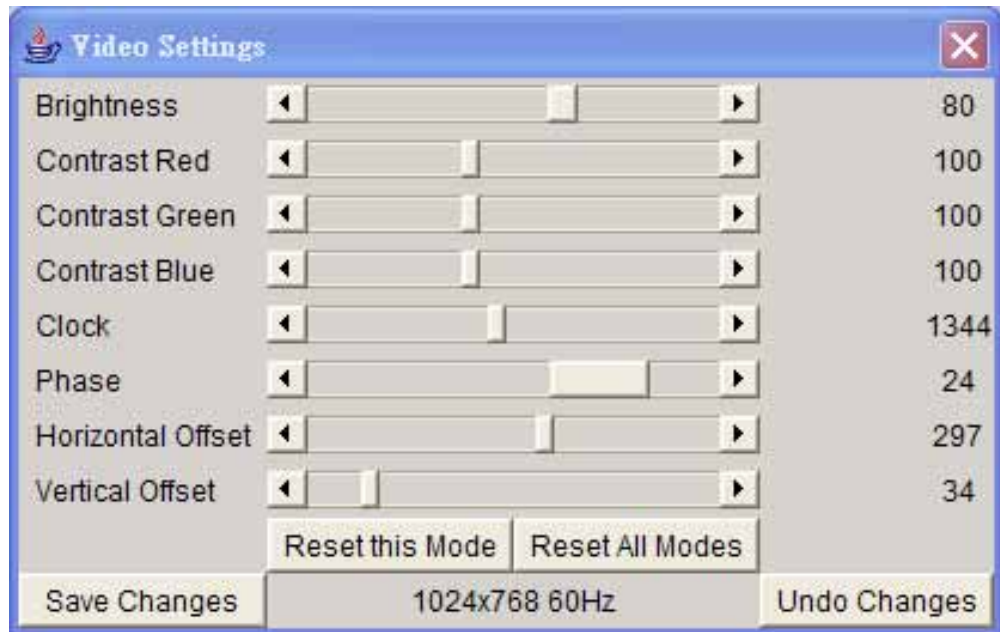 Video Settings
Brightness 80
Contrast Red 100
Contrast Green 100
Contrast Blue 100
Clock 1344
Phase 24
Horizontal Offset 297
Vertical Offset 34
Reset this Mode Reset All Modes
Save Changes 1024x768 60Hz Undo Changes